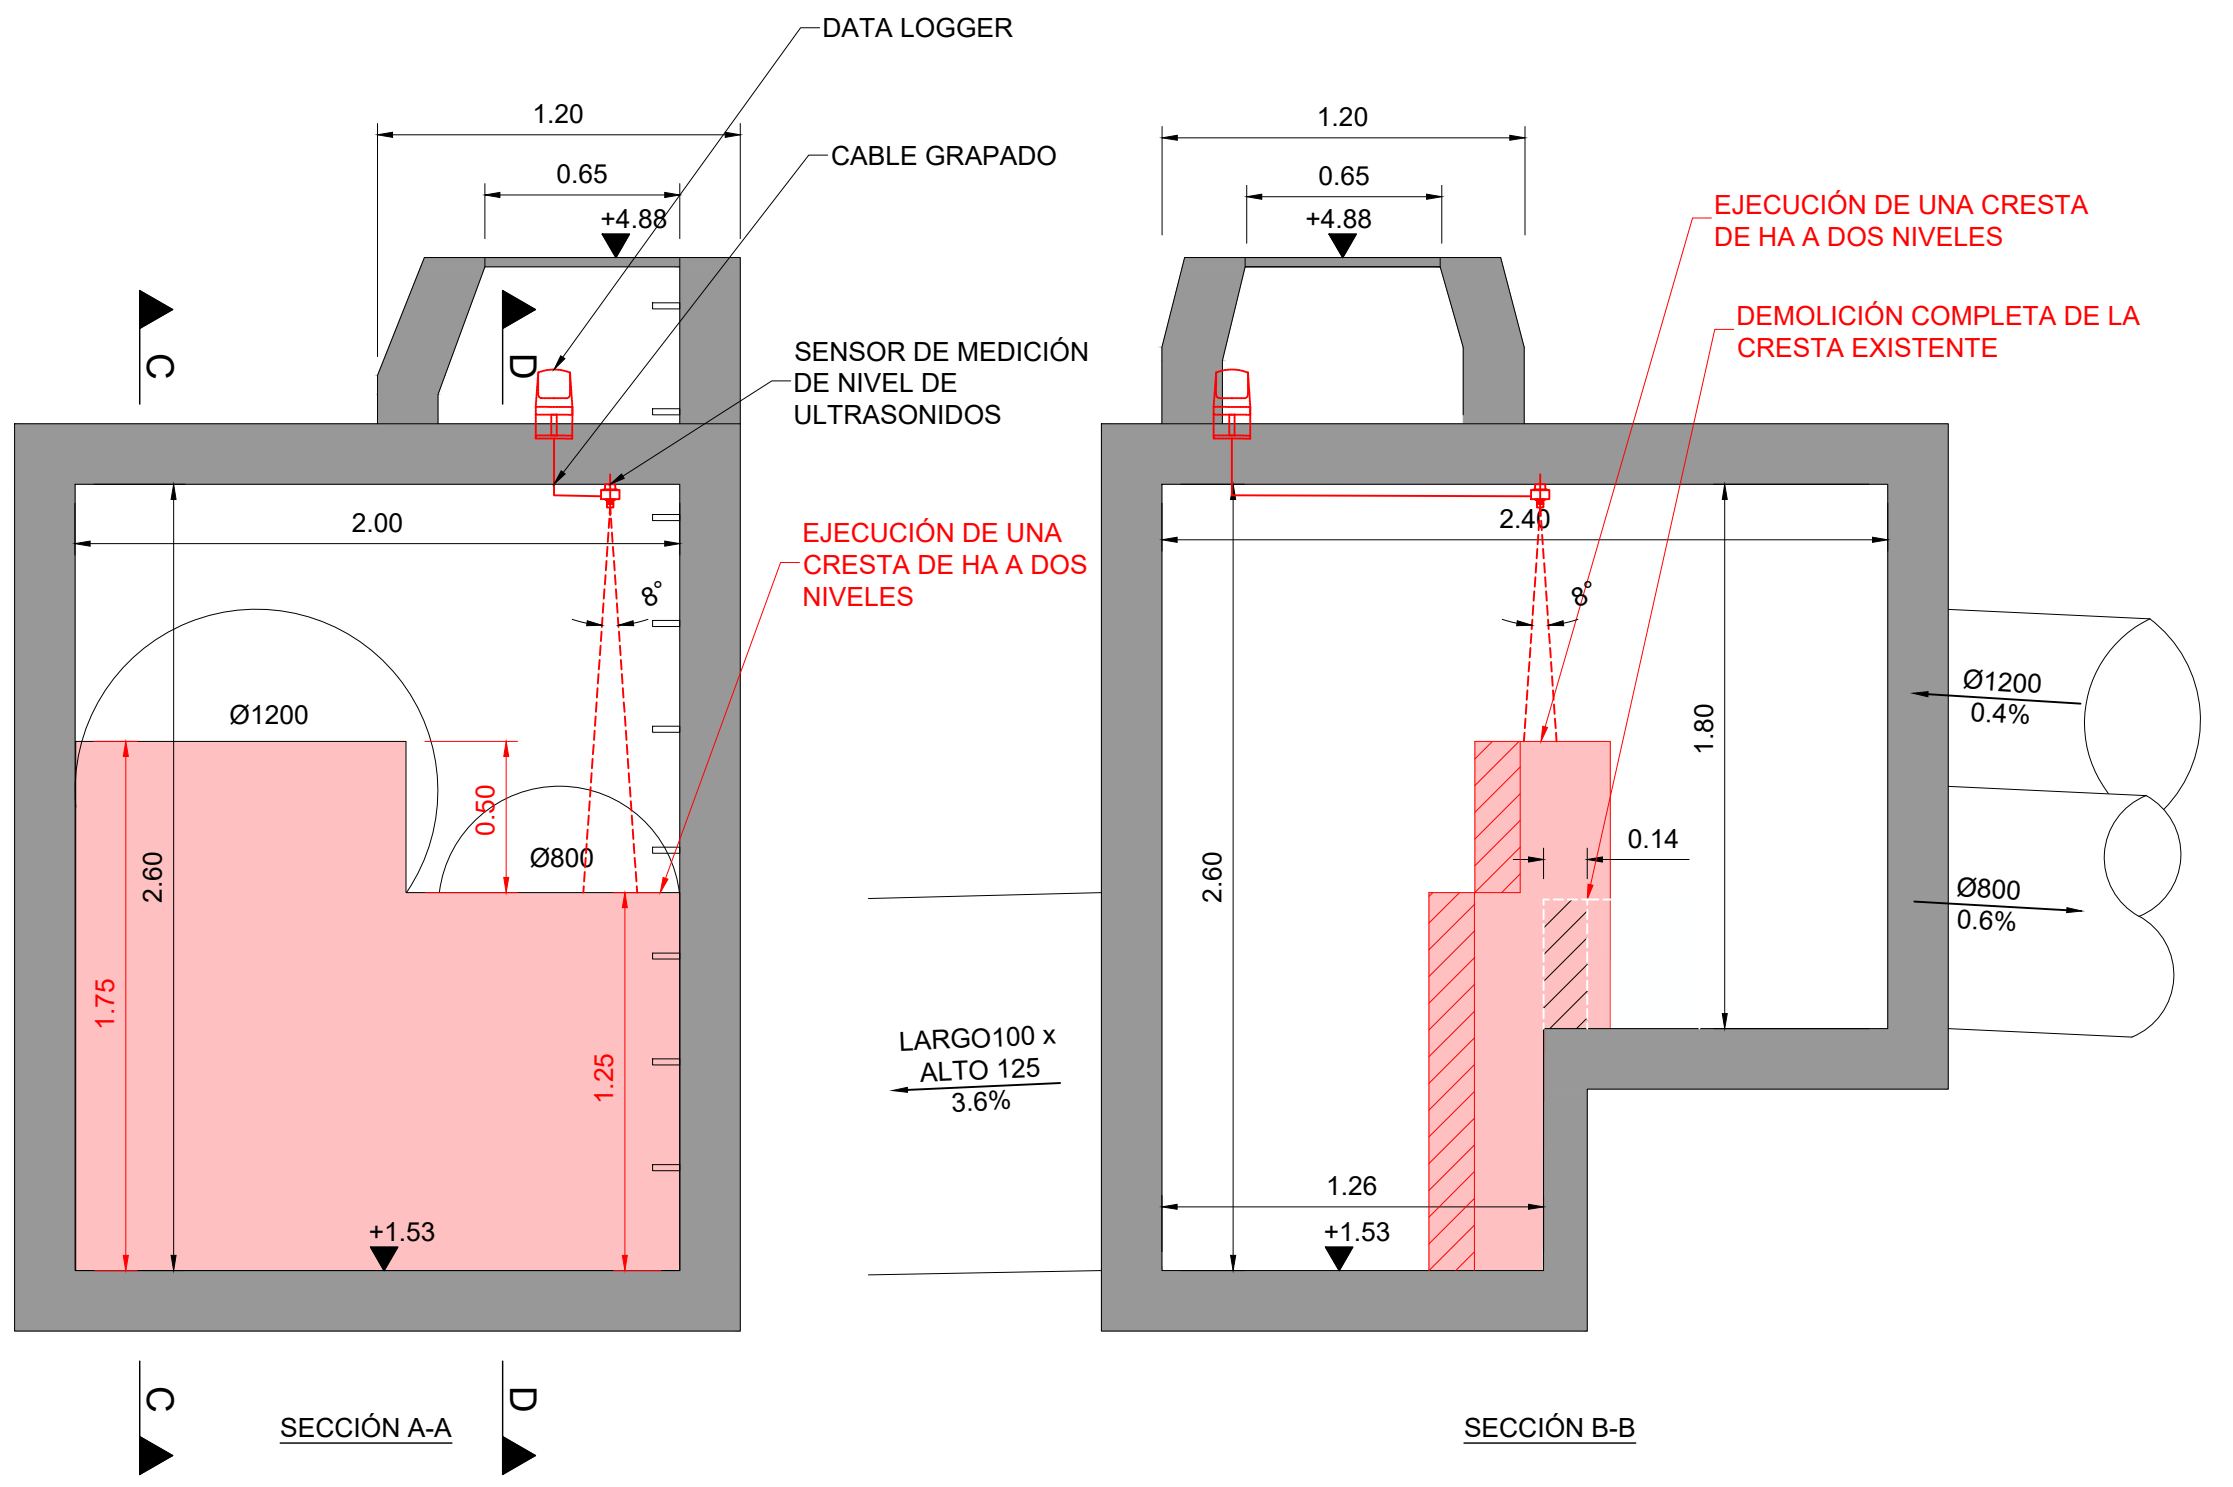 DATA LOGGER
1.20
CABLE GRAPADO
0.65
+4.88
C
D
SENSOR DE MEDICIÓN
DE NIVEL DE
ULTRASONIDOS
2.00
EJECUCIÓN DE UNA
CRESTA DE HA A DOS
NIVELES
8°
Ø1200
0.50
Ø800
2.60
1.75
1.25
+1.53
C
D
SECCIÓN A-A
1.20
0.65
+4.88
EJECUCIÓN DE UNA CRESTA
DE HA A DOS NIVELES
DEMOLICIÓN COMPLETA DE LA
CRESTA EXISTENTE
2.40
8°
Ø1200
0.4%
1.80
0.14
2.60
Ø800
0.6%
LARGO100 x
ALTO 125
3.6%
1.26
+1.53
SECCIÓN B-B